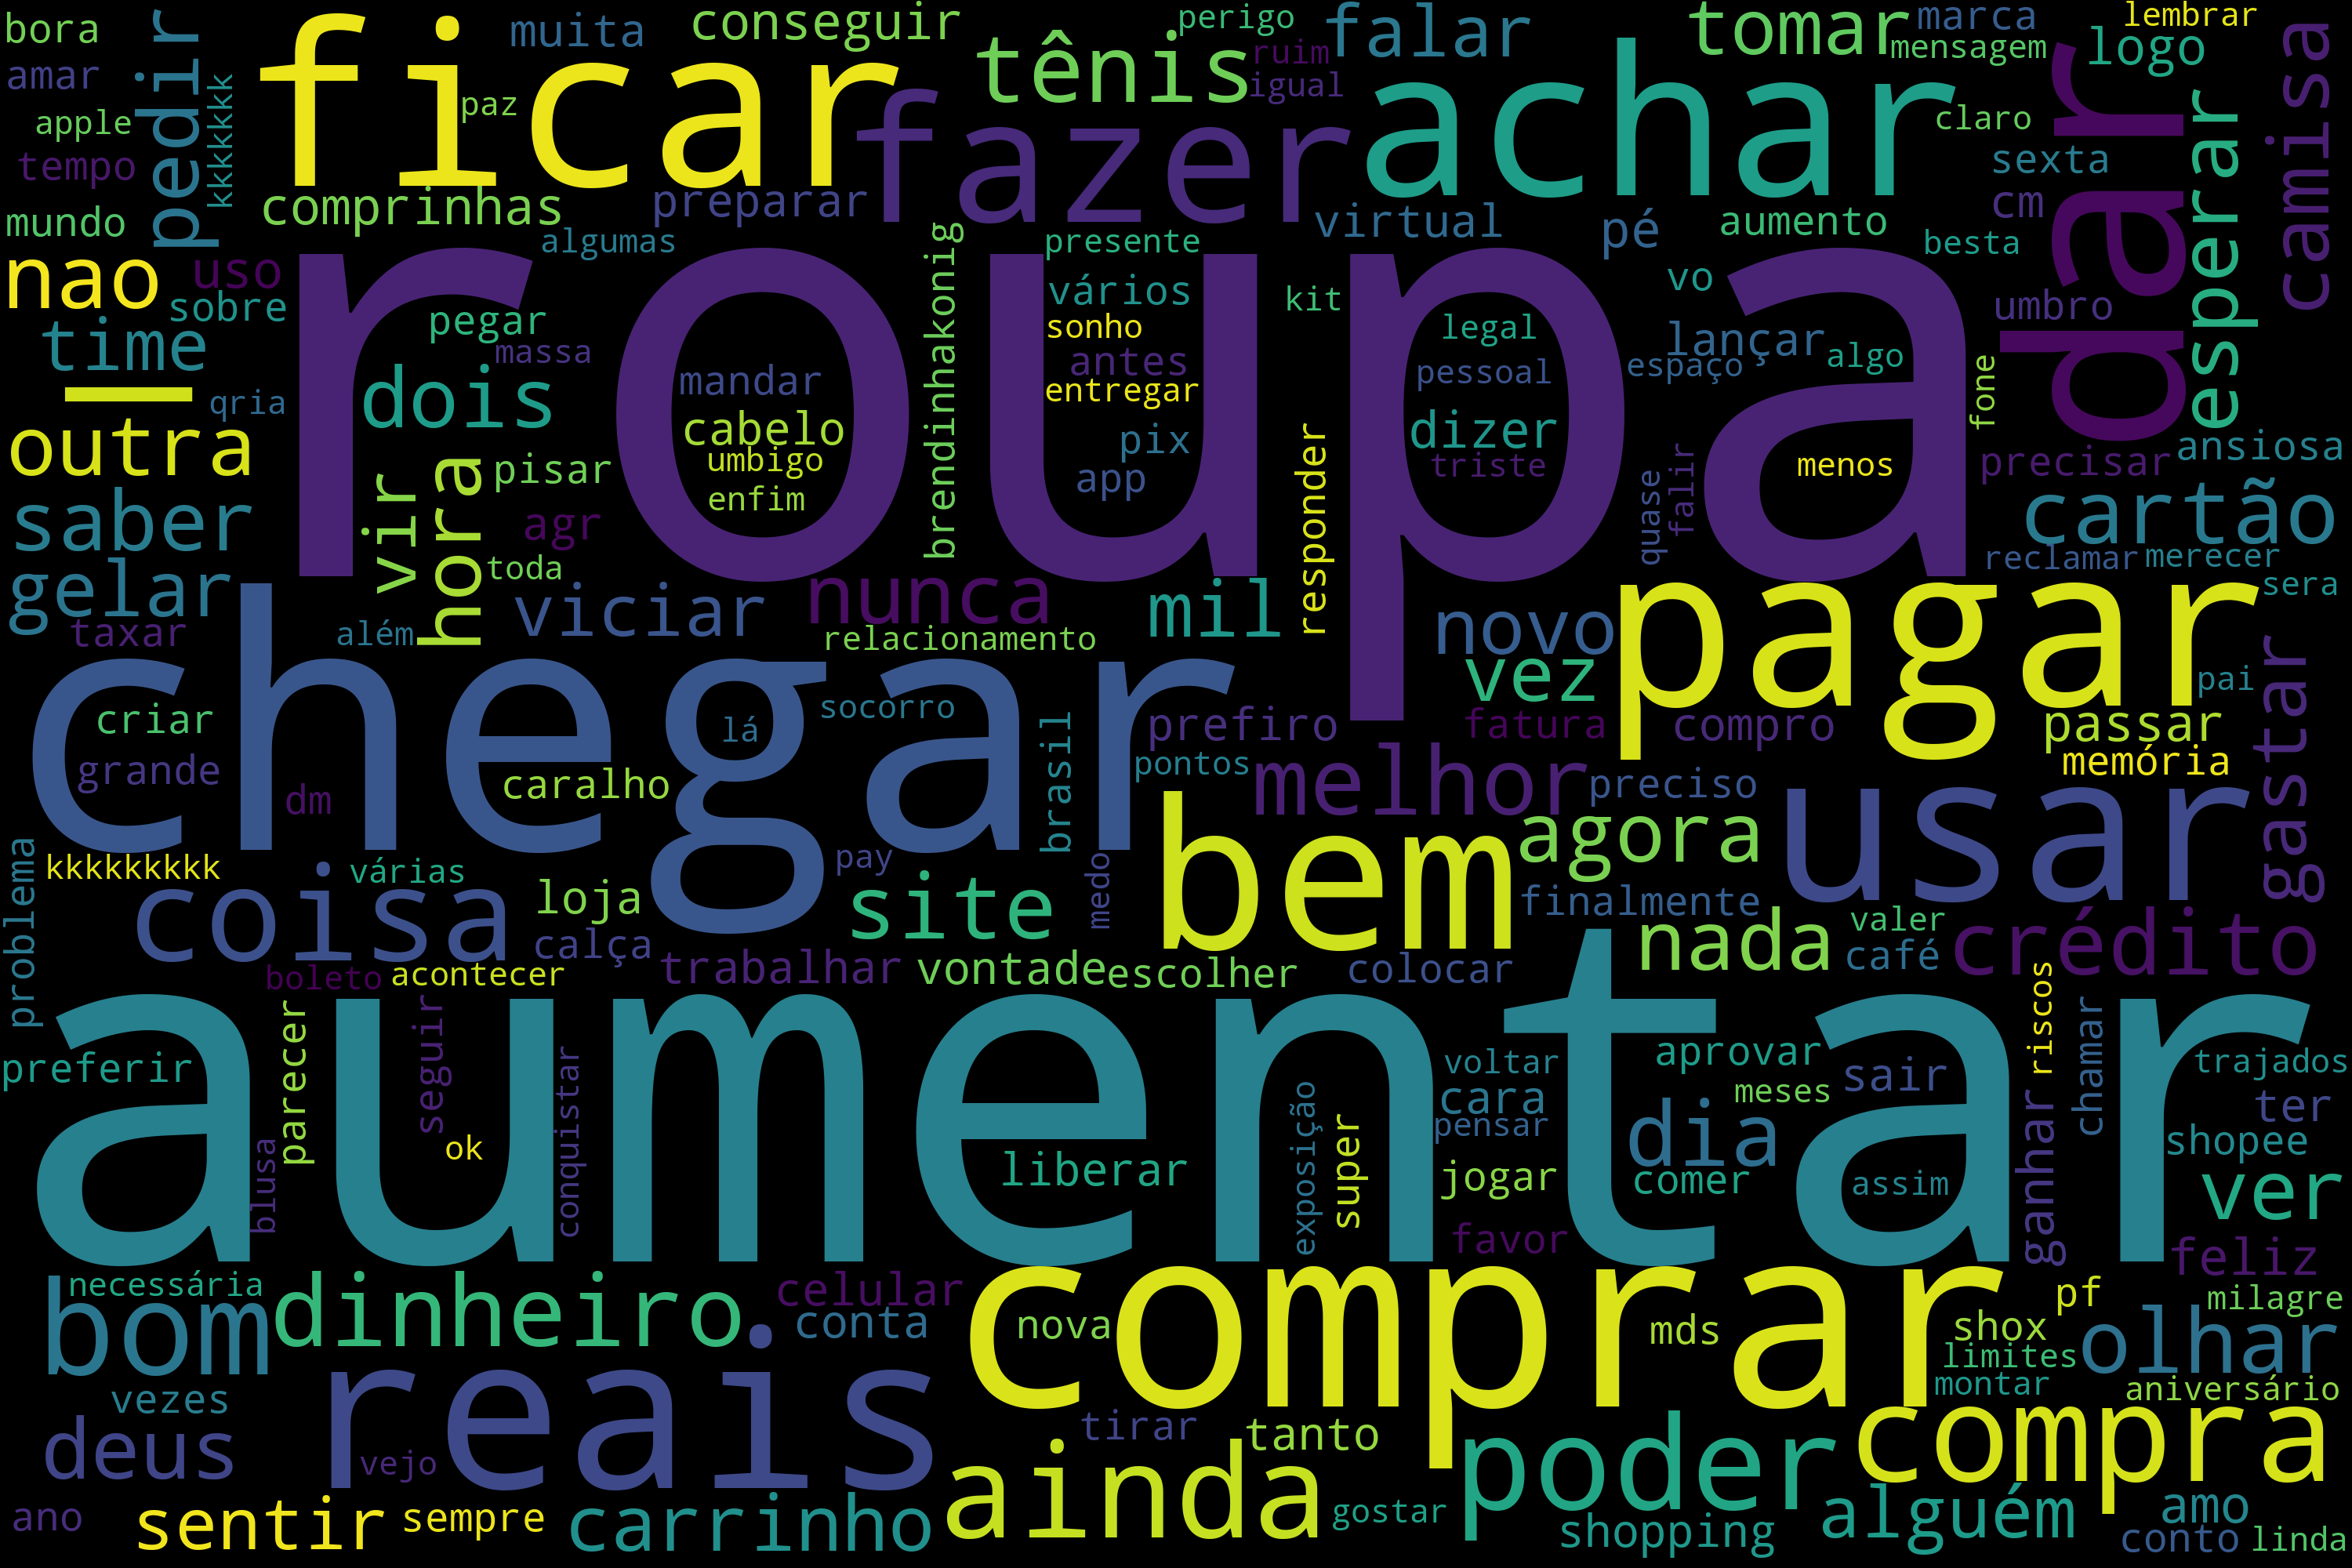 bora
muita
conseguir
perigo
falar
tomar
marca
lembrar
amar
pedir
ficar
tênis
ruim
igual
achar
mensagem
logo
camisa
apple
kkkkkkk
paz
fazer
claro
dar
esperar
tempo
sexta
mundo
comprinhas
preparar
virtual
pé
aumento
cm
besta
algumas
presente
nao
uso
roupa
brendinhakonig
vários
kit
vo
umbro
sobre
time
pegar
massa
sonho
antes
legal
lançar
algo
pessoal
espaço
fone
|
qria
dois
mandar
entregar
outra
cabelo
umbigo
enfim
pix
app
responder
dizer
triste
quase
falir
menos
precisar
ansiosa
saber
vir
hora
pisar
agr
toda
cartão
reclamar
merecer
sera
gelar
viciar
nunca
mil
novo
pagar
taxar
além
relacionamento
vez
gastar
pai
chegar
criar
lá
socorro
brasil
prefiro
fatura
compro
passar
grande
dm
caralho
pontos
melhor
preciso
memória
usar
problema
kkkkkkkkk
várias
pay
medo
bem
agora
coisa
loja
site
finalmente
valer
nada
café
crédito
calça
boleto
acontecer
trabalhar
vontade
escolher
colocar
riscos
aumentar
preferir
parecer
seguir
conquistar
blusa
ok
liberar
exposição
super
voltar
cara
pensar
aprovar
meses
sair
chamar
trajados
ter
dia
jogar
comer
assim
ganhar
shopee
ver
favor
feliz
necessária
bom
dinheiro
celular
conta
comprar
nova
mds
pf
milagre
shox
limites
olhar
montar
aniversário
vezes
reais
deus
vejo
tirar
tanto
poder
compra
ano
sentir
sempre
carrinho
ainda
gostar
shopping
alguém
amo
conto
linda